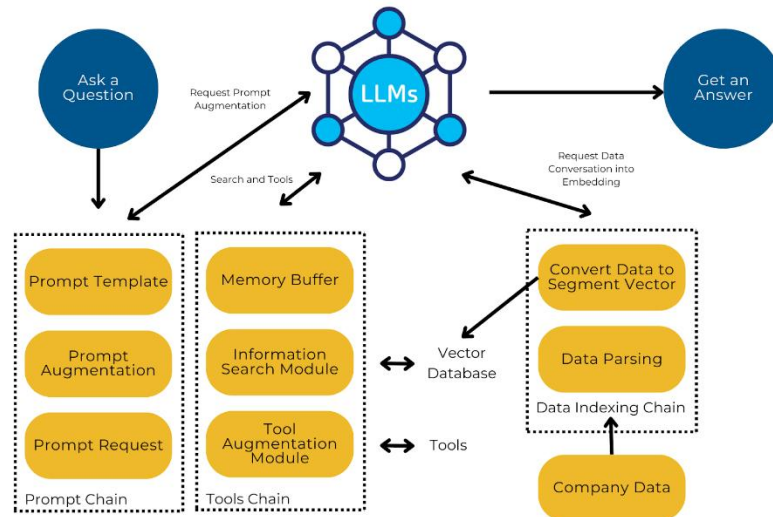 Ask a
Question
Request Prompt
Augmentation
LLMs
Get an
Answer
Search and Tools
Request Data
Conversation into
Embedding
Prompt Template
Prompt
Augmentation
Prompt Request
Prompt Chain
Memory Buffer
Information
Search Module
Tool
Augmentation
Module
Tools Chain
Vector
Database
Tools
Convert Data to
Segment Vector
Data Parsing
Data Indexing Chain
Company Data